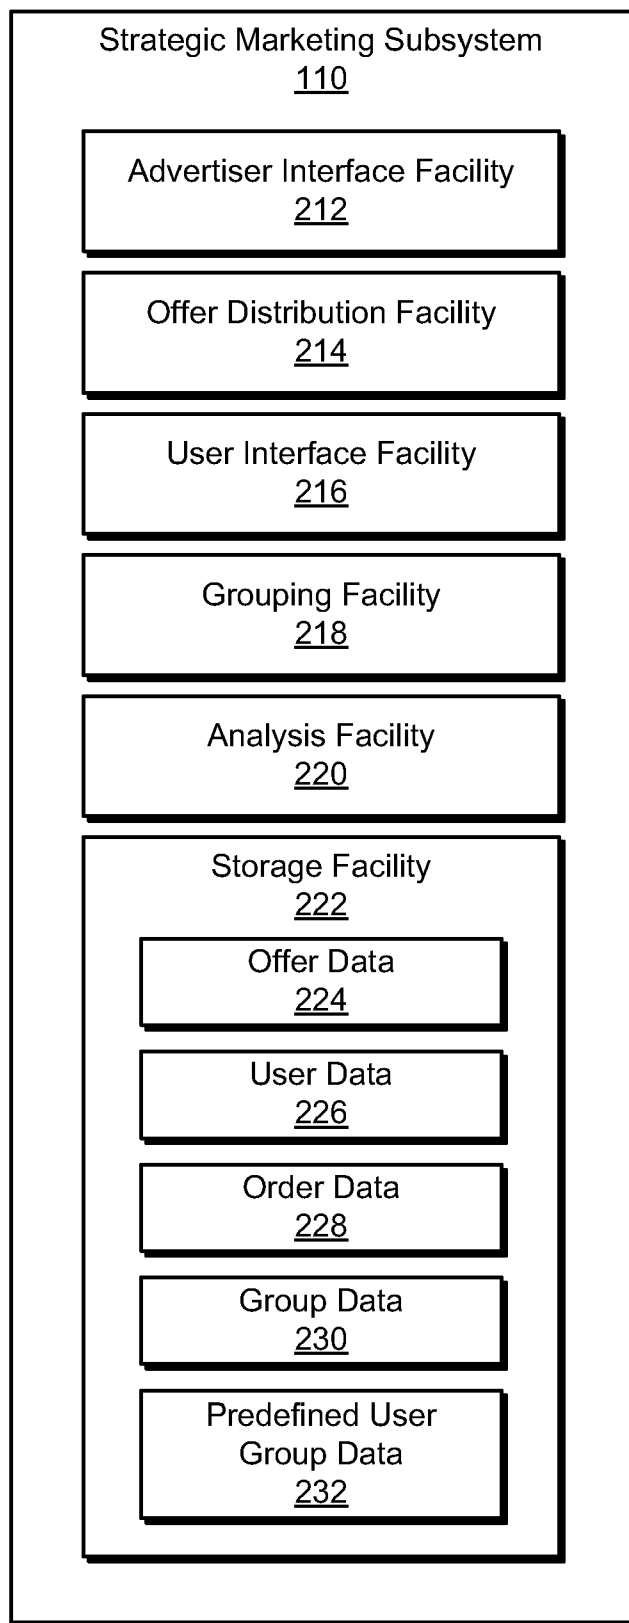 Strategic Marketing Subsystem
110
Advertiser Interface Facility
212
Offer Distribution Facility
214
User Interface Facility
216
Grouping Facility
218
Analysis Facility
220
Storage Facility
222
Offer Data
224
User Data
226
Order Data
228
Group Data
230
Predefined User
Group Data
232